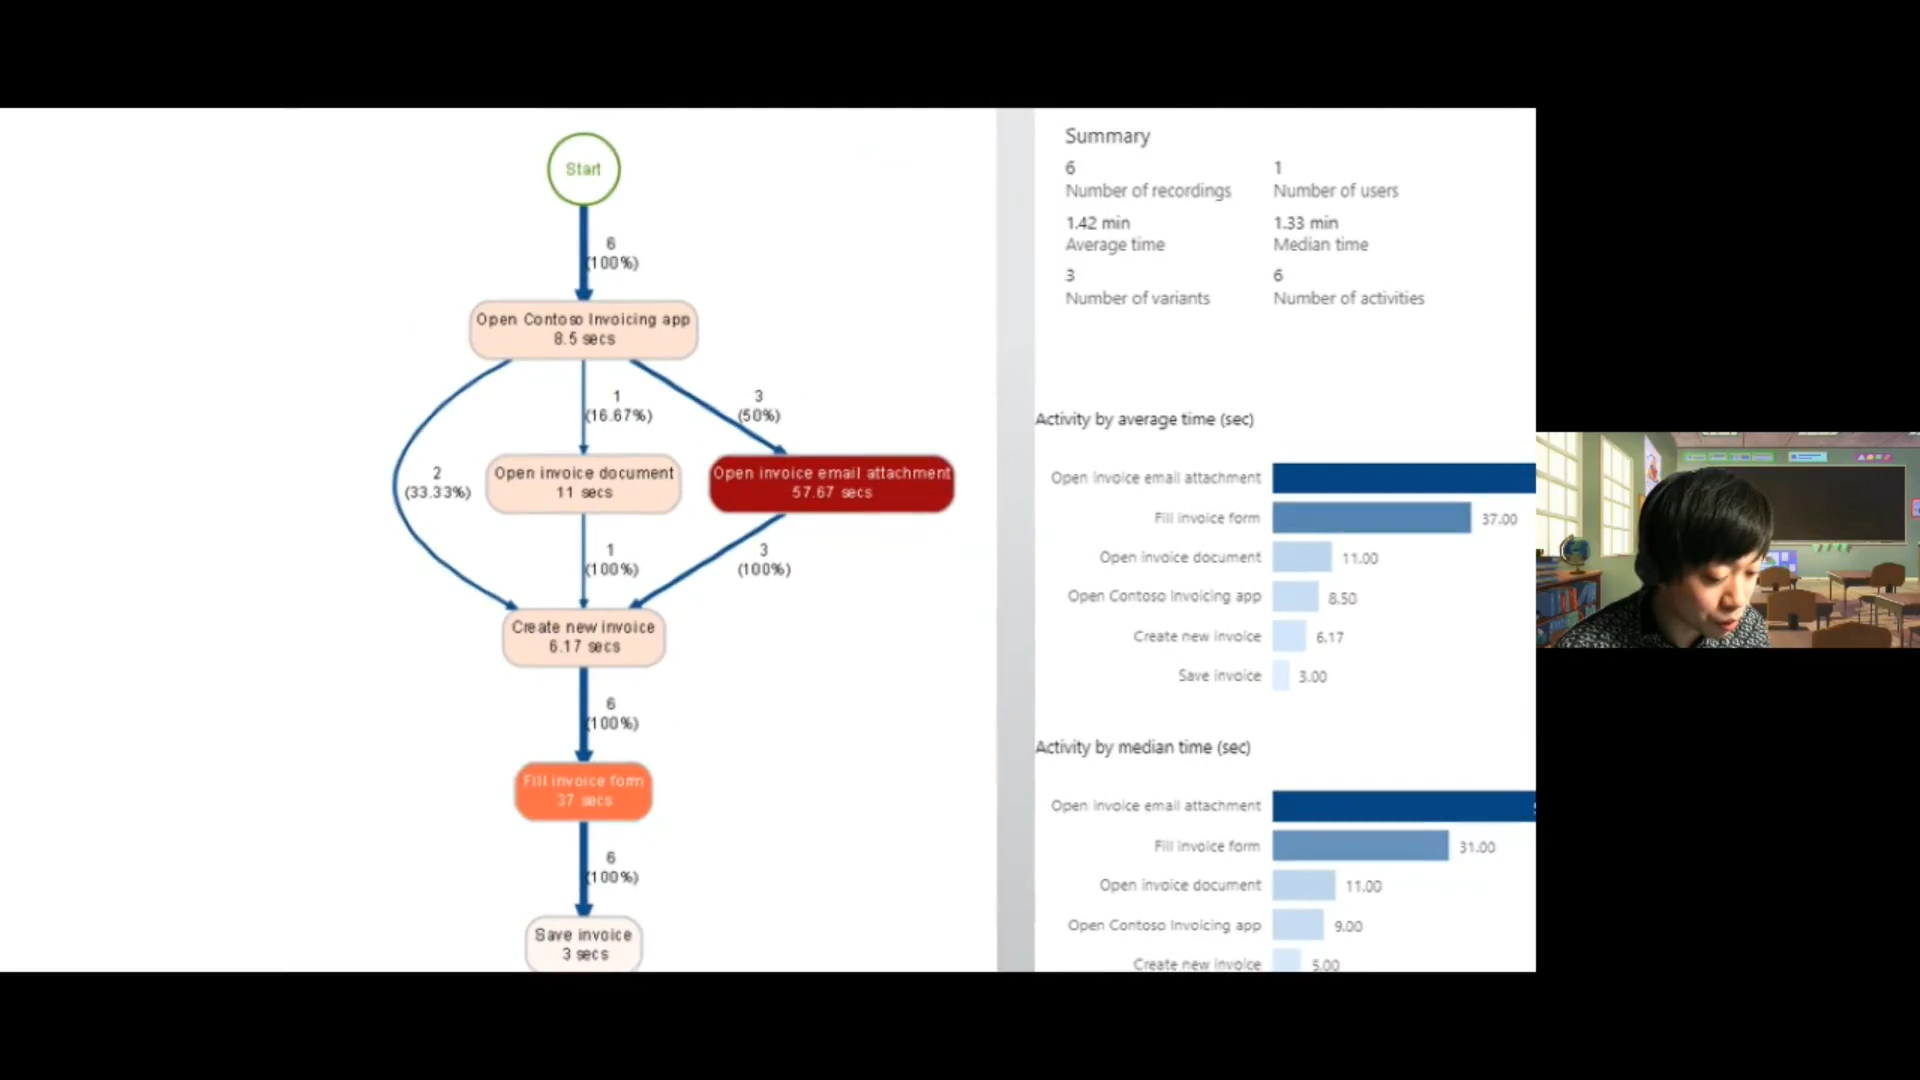 Start
6
(100%)
Open Contoso Invoicing app
8.5 secs
1
(16.67%)
3
(50%)
2
(33.33%)
Open invoice document
11 secs
Open invoice email attachment
57.67 secs
1
(100%)
3
(100%)
Create new invoice
6.17 secs
6
(100%)
Fill invoice form
37 secs
6
(100%)
Save invoice
3 secs
Summary
6
Number of recordings
1
Number of users
1.42 min
Average time
1.33 min
Median time
3
Number of variants
6
Number of activities
Activity by average time (sec)
Open invoice email attachment
Fill invoice form 37.00
Open invoice document 11.00
Open Contoso Invoicing app 8.50
Create new invoice 6.17
Save invoice 3.00
Activity by median time (sec)
Open invoice email attachment
Fill invoice form 31.00
Open invoice document 11.00
Open Contoso Invoicing app 9.00
Create new invoice 5.00